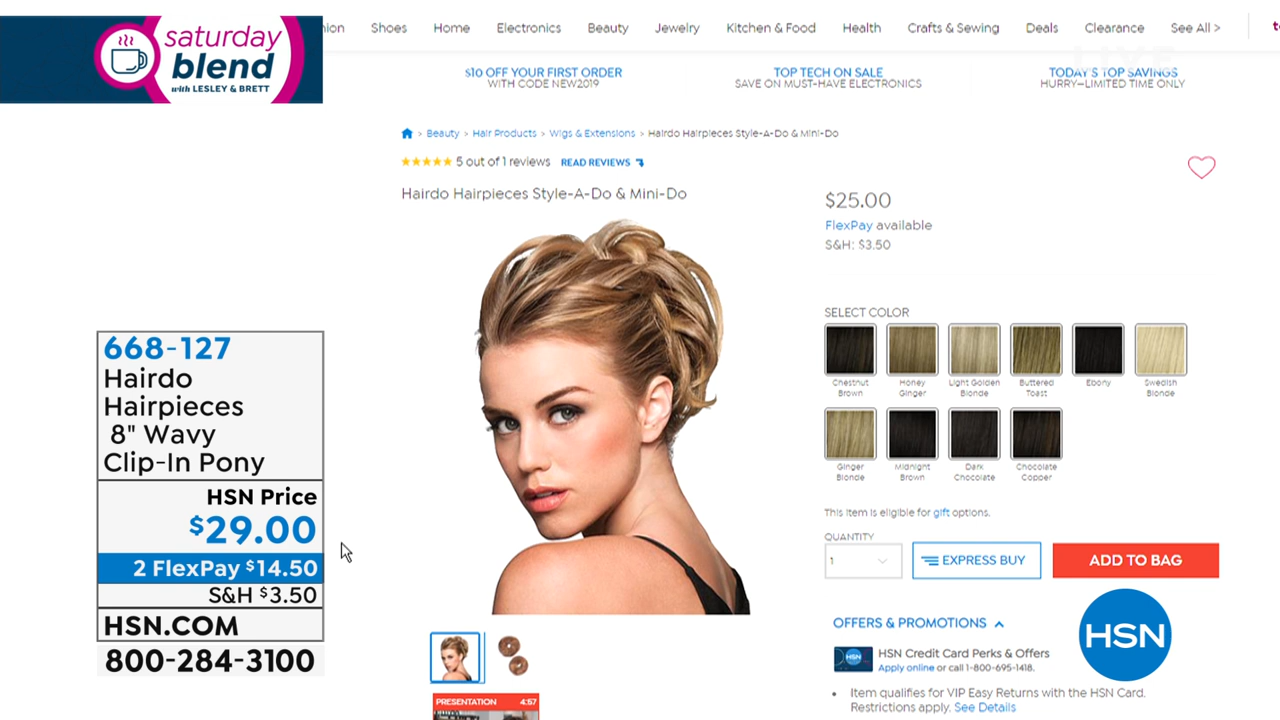 saturday
blend
with LESLEY & BRETT
Shoes
Home
Electronics
Beauty
Jewelry
Kitchen & Food
Health
Crafts & Sewing
Deals
Clearance
See All >
LIVE
$10 OFF YOUR FIRST ORDER
WITH CODE NEW2019
TOP TECH ON SALE
SAVE ON MUST-HAVE ELECTRONICS
TODAY'S TOP SAVINGS
HURRY—LIMITED TIME ONLY
> Beauty > Hair Products > Wigs & Extensions > Hairdo Hairpieces Style-A-Do & Mini-Do
5 out of 1 reviews READ REVIEWS
Hairdo Hairpieces Style-A-Do & Mini-Do
$25.00
FlexPay available
S&H: $3.50
SELECT COLOR
Chestnut
Brown
Honey
Ginger
Light Golden
Blonde
Buttered
Toast
Ebony
Swedish
Blonde
Ginger
Blonde
Midnight
Brown
Dark
Chocolate
Chocolate
Copper
This item is eligible for gift options.
QUANTITY
1
EXPRESS BUY
ADD TO BAG
OFFERS & PROMOTIONS
HSN
HSN Credit Card Perks & Offers
Apply online or call 1-800-695-1418.
• Item qualifies for VIP Easy Returns with the HSN Card.
Restrictions apply. See Details
HSN
PRESENTATION 4:57
668-127
Hairdo
Hairpieces
8" Wavy
Clip-In Pony
HSN Price
$29.00
2 FlexPay $14.50
S&H $3.50
HSN.COM
800-284-3100